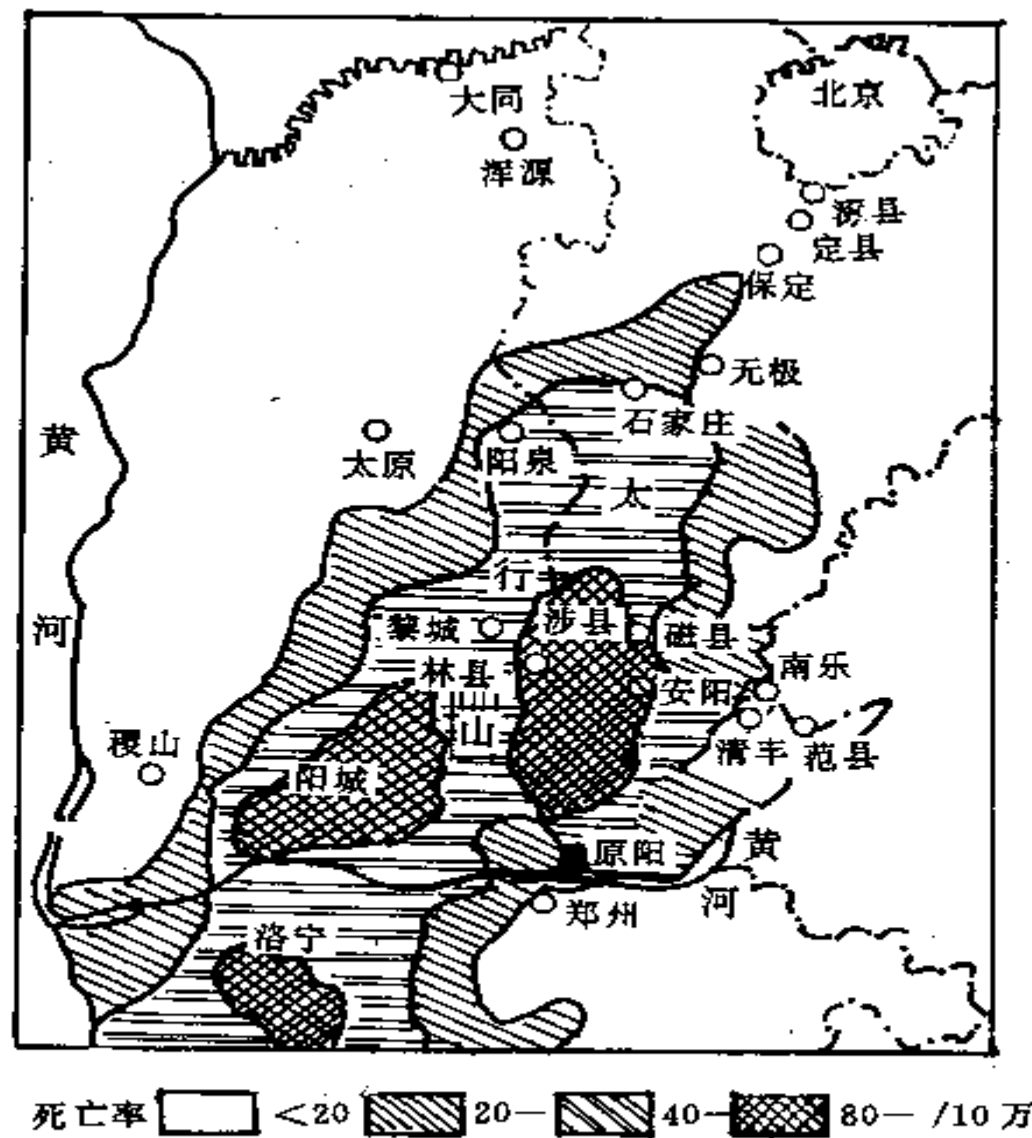 大同
北京
浑源
涿县
定县
保定
无极
石家庄
黄
太原
阳泉
太
行
河
黎城
涉县
磁县
林县
南乐
安阳
山
稷山
清丰
范县
阳城
原阳
黄
郑州
河
洛宁
死亡率 <20 20— 40— 80— /10万